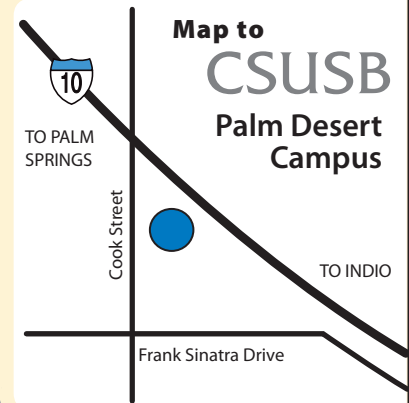 Map to
CSUSB
Palm Desert
Campus
10
TO PALM
SPRINGS
Cook Street
TO INDIO
Frank Sinatra Drive